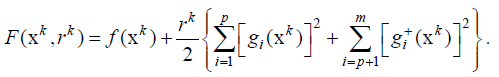 F(x^k, r^k) = f(x^k) + \frac{r^k}{2} \left\{ \sum_{i=1}^{p} \left[ g_i(x^k) \right]^2 + \sum_{i=p+1}^{m} \left[ g_i^+(x^k) \right]^2 \right\}.